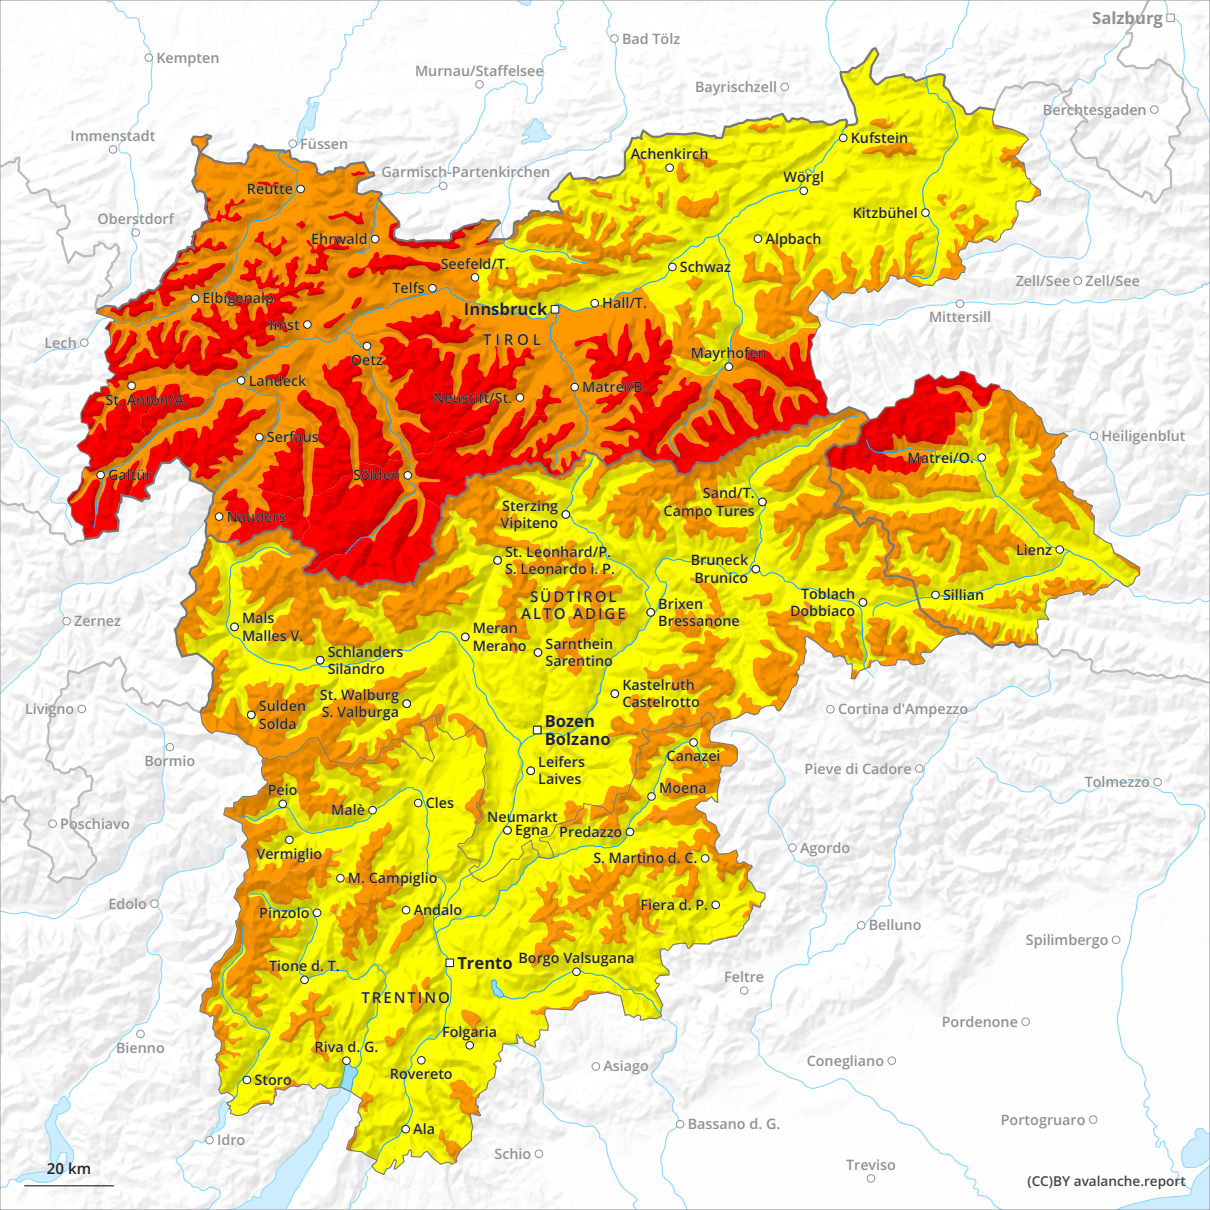 Salzburg
Bad Tölz
Kempten
Murnau/Staffelsee
Bayrischzell
Berchtesgaden
Immenstadt
Füssen
Kufstein
Achenkirch
Garmisch-Partenkirchen
Wörgl
Reutte
Oberstdorf
Kitzbühel
Ehrwald
Alpbach
Seefeld/T.
Schwaz
Zell/See
Zell/See
Telfs
Elbigenalp
Hall/T.
Innsbruck
Mittersill
Imst
TIROL
Lech
Mayrhofen
Oetz
Landeck
Matrei/B.
St. Anton/A.
Neustift/St.
Serfaus
Heiligenblut
Matrei/O.
Galtür
Sölden
Sand/T.
Campo Tures
Sterzing
Vipiteno
Nauders
St. Leonhard/P.
S. Leonardo i. P.
Lienz
Bruneck
Brunico
SÜDTIROL
ALTO ADIGE
Toblach
Dobbiaco
Sillian
Brixen
Bressanone
Zernez
Mals
Malles V.
Meran
Merano
Sarnthein
Sarentino
Schlanders
Silandro
Kastelruth
Castelrotto
St. Walburg
S. Valburga
Livigno
Sulden
Solda
Cortina d'Ampezzo
Bozen
Bolzano
Bormio
Canazei
Leifers
Laives
Pieve di Cadore
Tolmezzo
Peio
Moena
Malè
Cles
Neumarkt
Egna
Poschiavo
Predazzo
Vermiglio
Agordo
S. Martino d. C.
M. Campiglio
Edolo
Pinzolo
Andalo
Fiera d. P.
Belluno
Spilimbergo
Borgo Valsugana
Trento
Tione d. T.
Feltre
TRENTINO
Pordenone
Folgaria
Bienno
Riva d. G.
Conegliano
Asiago
Rovereto
Storo
Portogruaro
Bassano d. G.
Ala
Idro
Schio
Treviso
20 km
(CC)BY avalanche.report